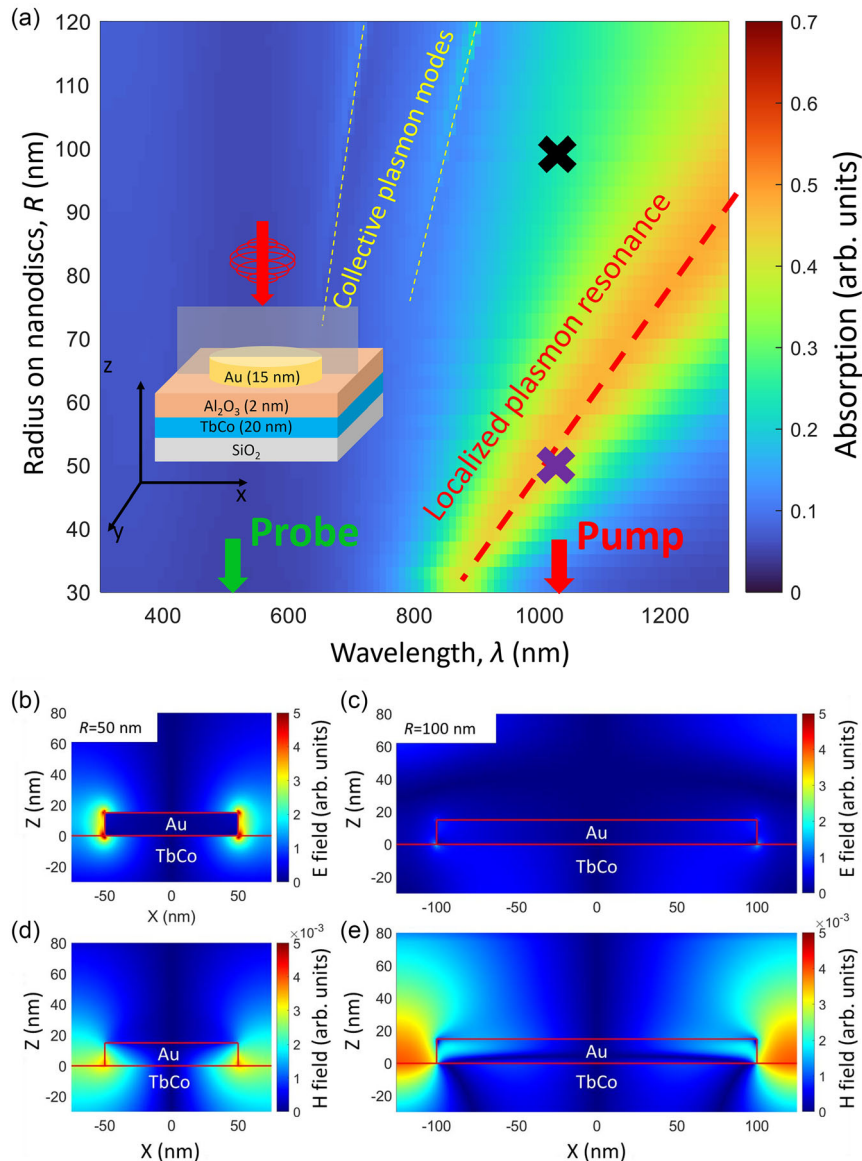 (a)
120
110
100
90
80
70
60
50
40
30
Radius on nanodiscs, R (nm)
Collective plasmon modes
Localized plasmon resonance
z
x
y
Au (15 nm)
Al₂O₃ (2 nm)
TbCo (20 nm)
SiO₂
Probe
Pump
400
600
800
1000
1200
Wavelength, λ (nm)
0.7
0.6
0.5
0.4
0.3
0.2
0.1
0
Absorption (arb. units)
(b)
R=50 nm
80
60
40
20
0
-20
Z (nm)
Au
TbCo
-50
0
50
X (nm)
5
4
3
2
1
0
E field (arb. units)
(c)
R=100 nm
80
60
40
20
0
-20
Z (nm)
Au
TbCo
-100
-50
0
50
100
5
4
3
2
1
0
E field (arb. units)
(d)
80
60
40
20
0
-20
Z (nm)
Au
TbCo
-50
0
50
X (nm)
×10⁻³
5
4
3
2
1
0
H field (arb. units)
(e)
80
60
40
20
0
-20
Z (nm)
Au
TbCo
-100
-50
0
50
100
X (nm)
×10⁻³
5
4
3
2
1
0
H field (arb. units)